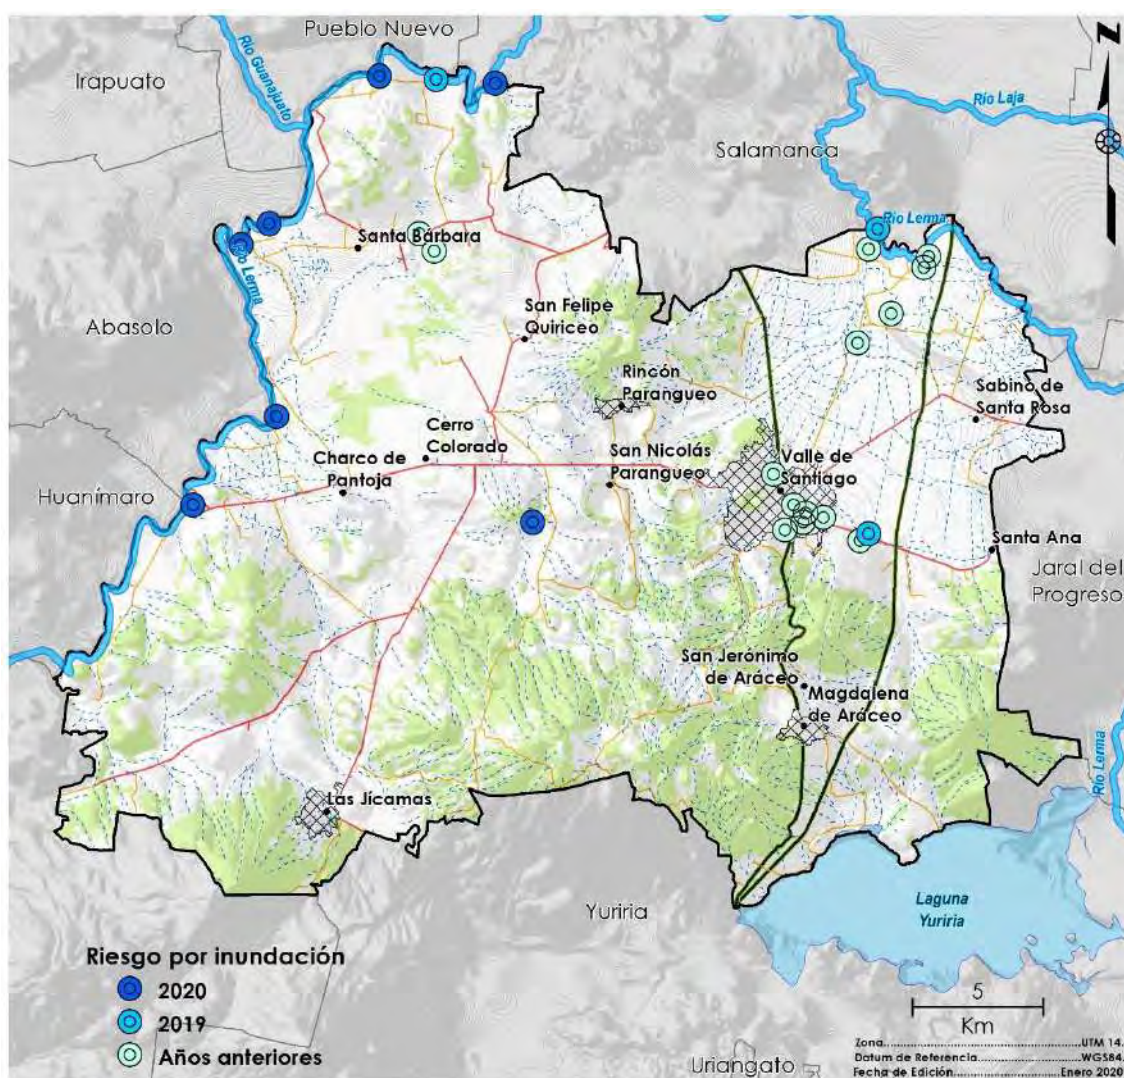 Pueblo Nuevo
Z
Irapuato
Río Guanajuato
Río Laja
Salamanca
Río Lerma
Santa Bárbara
Río Lerma
Abasolo
San Felipe
Quiriceo
Rincón
Parangueo
Sabino de
Santa Rosa
Cerro
Colorado
San Nicolás
Parangueo
Valle de
Santiago
Charco de
Pantoja
Huanímaro
Santa Ana
Jaral del
Progreso
San Jerónimo
de Aráceo
Magdalena
de Aráceo
Río Lerma
Las Jícamas
Yuriria
Laguna
Yuriria
Riesgo por inundación
2020
2019
Años anteriores
5
Km
Zona.....UTM 14.
Datum de Referencia.....WGS84.
Fecha de Edición.....Enero 2020
Uriangato